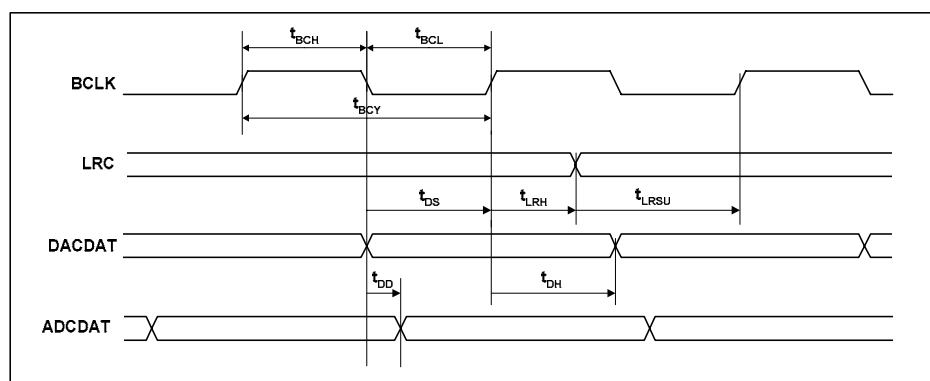 tBCH tBCL
BCLK
tBCY
LRC
tDS tLRH tLRSU
DACDAT
tDD tDH
ADCDAT